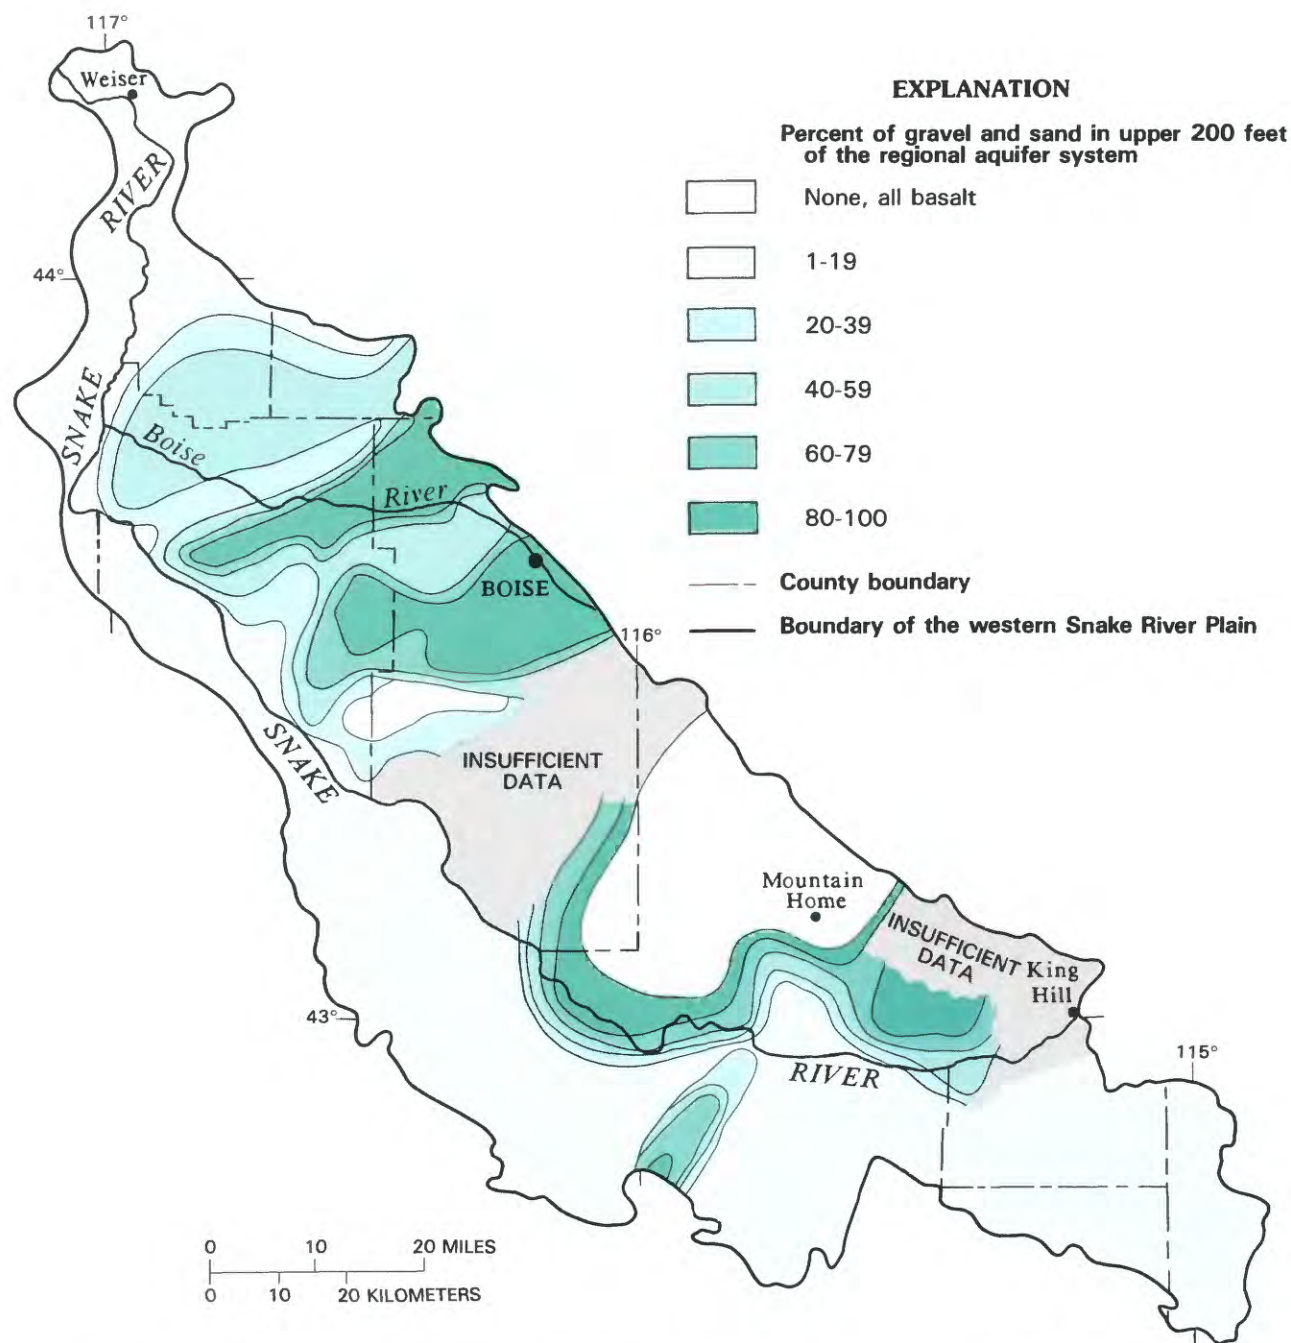 117°
Weiser
RIVER
44°
SNAKE
Boise
River
BOISE
116°
SNAKE
INSUFFICIENT
DATA
Mountain
Home
INSUFFICIENT
DATA
King
Hill
43°
RIVER
115°
EXPLANATION
Percent of gravel and sand in upper 200 feet
of the regional aquifer system
None, all basalt
1-19
20-39
40-59
60-79
80-100
County boundary
Boundary of the western Snake River Plain
0 10 20 MILES
0 10 20 KILOMETERS